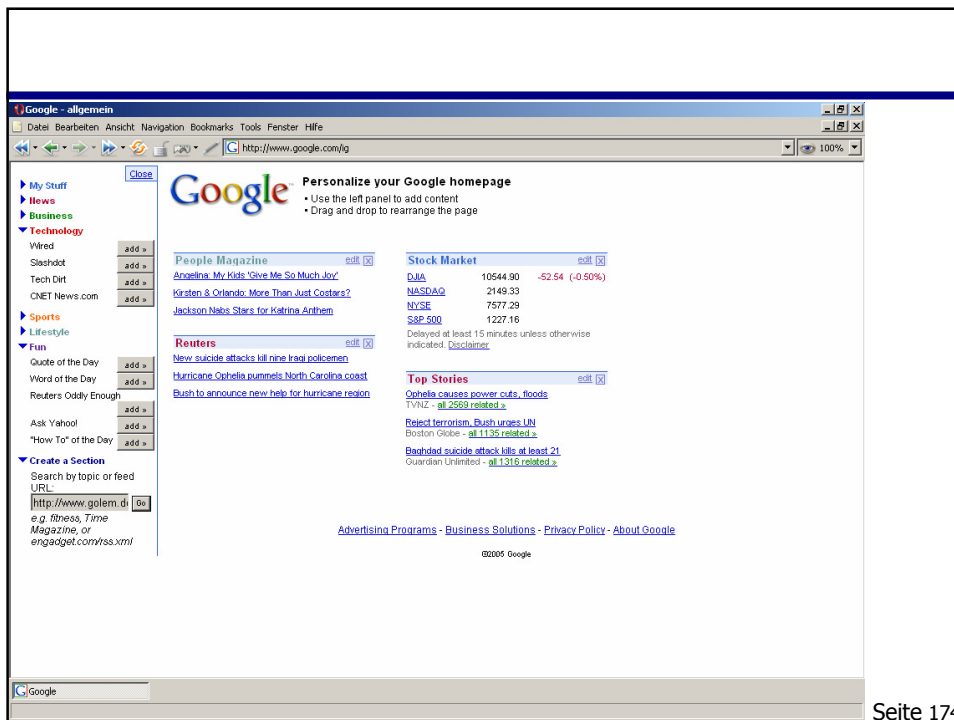 Google - allgemein
Datei Bearbeiten Ansicht Navigation Bookmarks Tools Fenster Hilfe
http://www.google.com/ig
100%
Close
My Stuff
News
Business
Technology
Wired add »
Slashdot add »
Tech Dirt add »
CNET News.com add »
Sports
Lifestyle
Fun
Quote of the Day add »
Word of the Day add »
Reuters Oddly Enough
add »
Ask Yahoo! add »
"How To" of the Day add »
Create a Section
Search by topic or feed
URL:
http://www.golem.de Go
e.g. fitness, Time
Magazine, or
engadget.com/rss.xml
Google™
Personalize your Google homepage
• Use the left panel to add content
• Drag and drop to rearrange the page
People Magazine edit X
Angelina: My Kids 'Give Me So Much Joy'
Kirsten & Orlando: More Than Just Costars?
Jackson Nabs Stars for Katrina Anthem
Reuters edit X
New suicide attacks kill nine Iraqi policemen
Hurricane Ophelia pummels North Carolina coast
Bush to announce new help for hurricane region
Stock Market edit X
DJIA 10544.90 -52.54 (-0.50%)
NASDAQ 2149.33
NYSE 7577.29
S&P 500 1227.16
Delayed at least 15 minutes unless otherwise
indicated. Disclaimer
Top Stories edit X
Ophelia causes power cuts, floods
TVNZ - all 2569 related »
Reject terrorism, Bush urges UN
Boston Globe - all 1135 related »
Baghdad suicide attack kills at least 21
Guardian Unlimited - all 1316 related »
Advertising Programs - Business Solutions - Privacy Policy - About Google
©2005 Google
Google
Seite 174